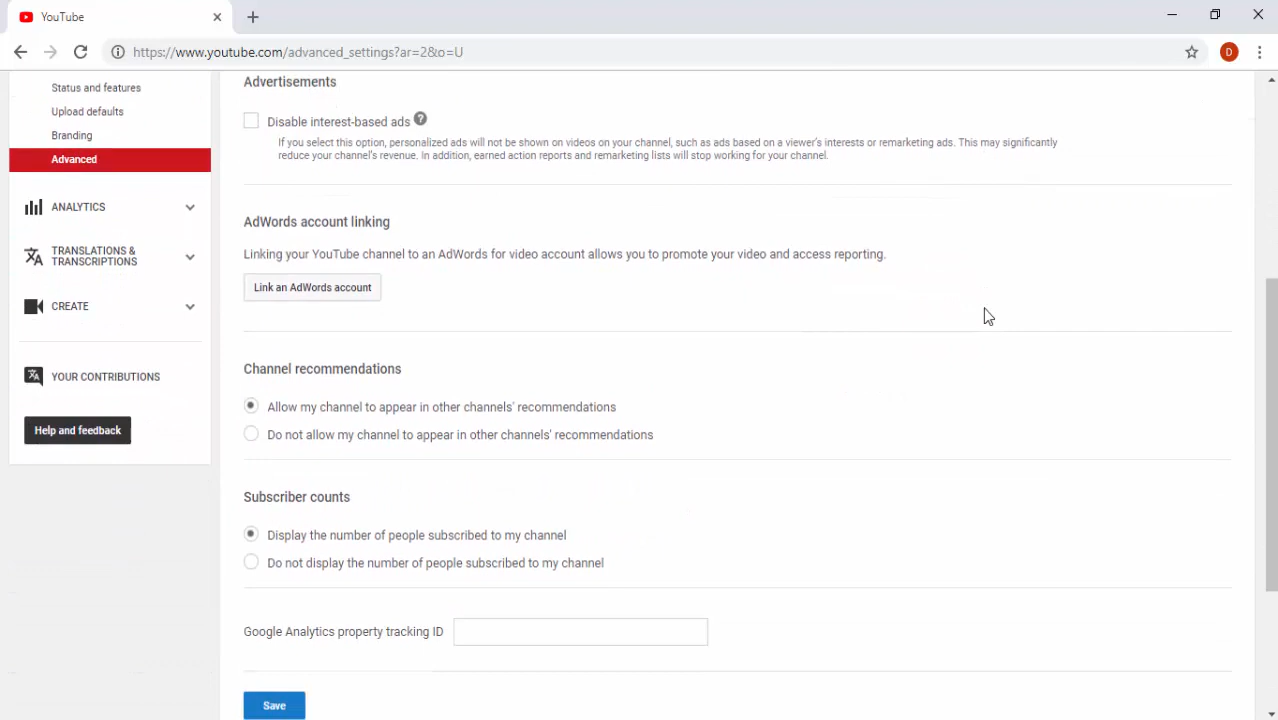 YouTube
https://www.youtube.com/advanced_settings?ar=2&o=U
D
Status and features
Upload defaults
Branding
Advanced
ANALYTICS
TRANSLATIONS &
TRANSCRIPTIONS
CREATE
YOUR CONTRIBUTIONS
Help and feedback
Advertisements
Disable interest-based ads ?
If you select this option, personalized ads will not be shown on videos on your channel, such as ads based on a viewer's interests or remarketing ads. This may significantly
reduce your channel's revenue. In addition, earned action reports and remarketing lists will stop working for your channel.
AdWords account linking
Linking your YouTube channel to an AdWords for video account allows you to promote your video and access reporting.
Link an AdWords account
Channel recommendations
Allow my channel to appear in other channels' recommendations
Do not allow my channel to appear in other channels' recommendations
Subscriber counts
Display the number of people subscribed to my channel
Do not display the number of people subscribed to my channel
Google Analytics property tracking ID
Save